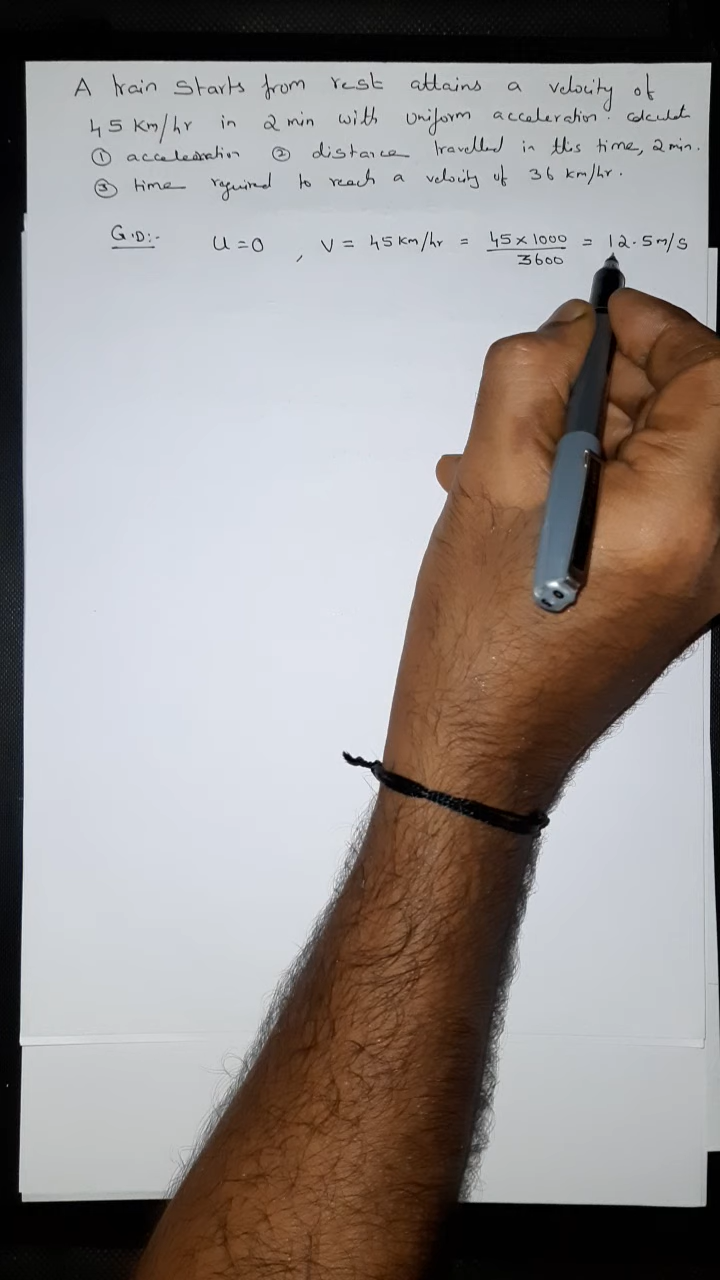 A train starts from rest attains a velocity of
45 km/hr in 2 min with uniform acceleration.
① acceleration ② distance travelled in this time, 2 min.
③ time required to reach a velocity of 36 km/hr.
G.D:- u = 0 , V = 45 km/hr = 45 x 1000 / 3600 = 12.5 m/s